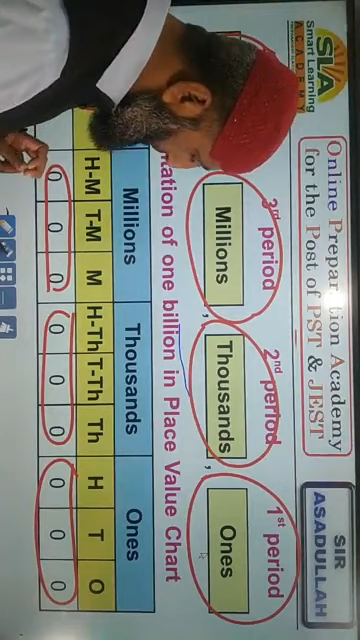 SLA
Smart Learning
ACADEMY
Online Preparation Academy
for the Post of PST & JEST
SIR
ASADULLAH
3rd period
2nd period
1st period
Millions , Thousands , Ones
mation of one billion in Place Value Chart
Millions Thousands Ones
H-M T-M M H-Th T-Th Th H T O
0 0 0 0 0 0 0 0 0